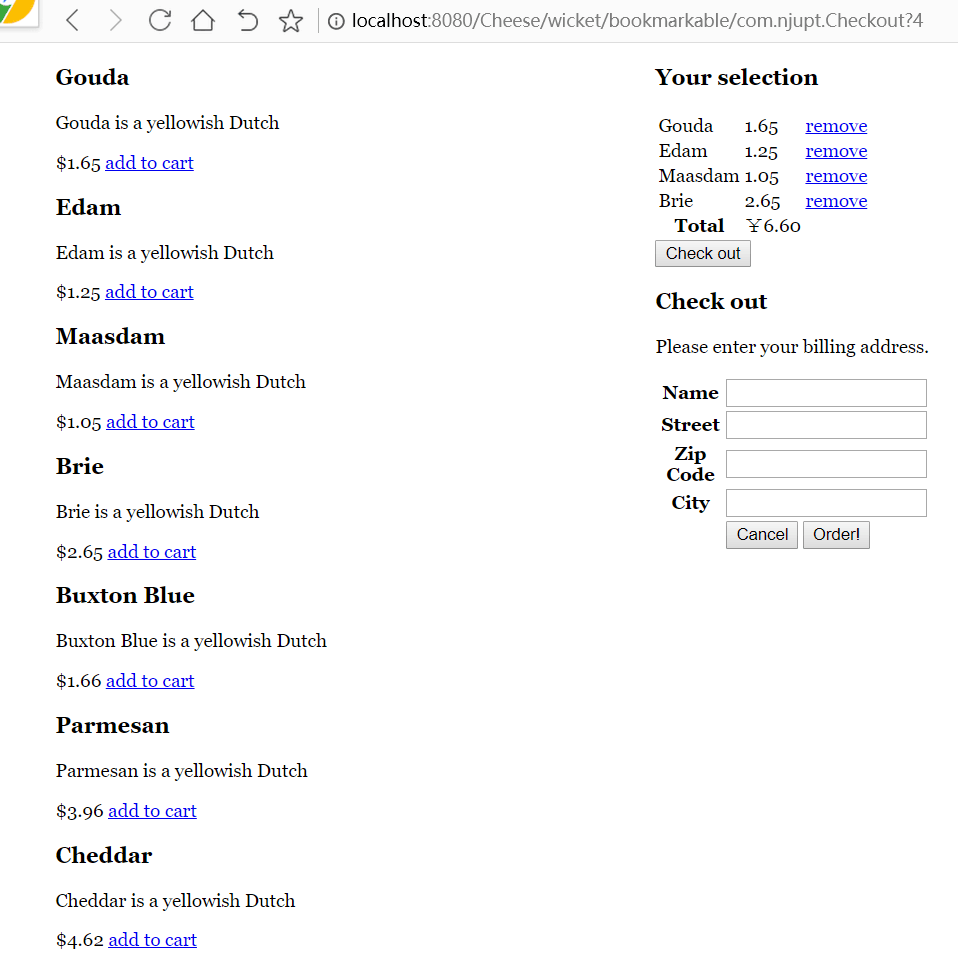 localhost:8080/Cheese/wicket/bookmarkable/com.njupt.Checkout?4
Gouda
Gouda is a yellowish Dutch
$1.65 add to cart
Edam
Edam is a yellowish Dutch
$1.25 add to cart
Maasdam
Maasdam is a yellowish Dutch
$1.05 add to cart
Brie
Brie is a yellowish Dutch
$2.65 add to cart
Buxton Blue
Buxton Blue is a yellowish Dutch
$1.66 add to cart
Parmesan
Parmesan is a yellowish Dutch
$3.96 add to cart
Cheddar
Cheddar is a yellowish Dutch
$4.62 add to cart
Your selection
Gouda 1.65 remove
Edam 1.25 remove
Maasdam 1.05 remove
Brie 2.65 remove
Total ￥6.60
Check out
Check out
Please enter your billing address.
Name
Street
Zip
Code
City
Cancel Order!